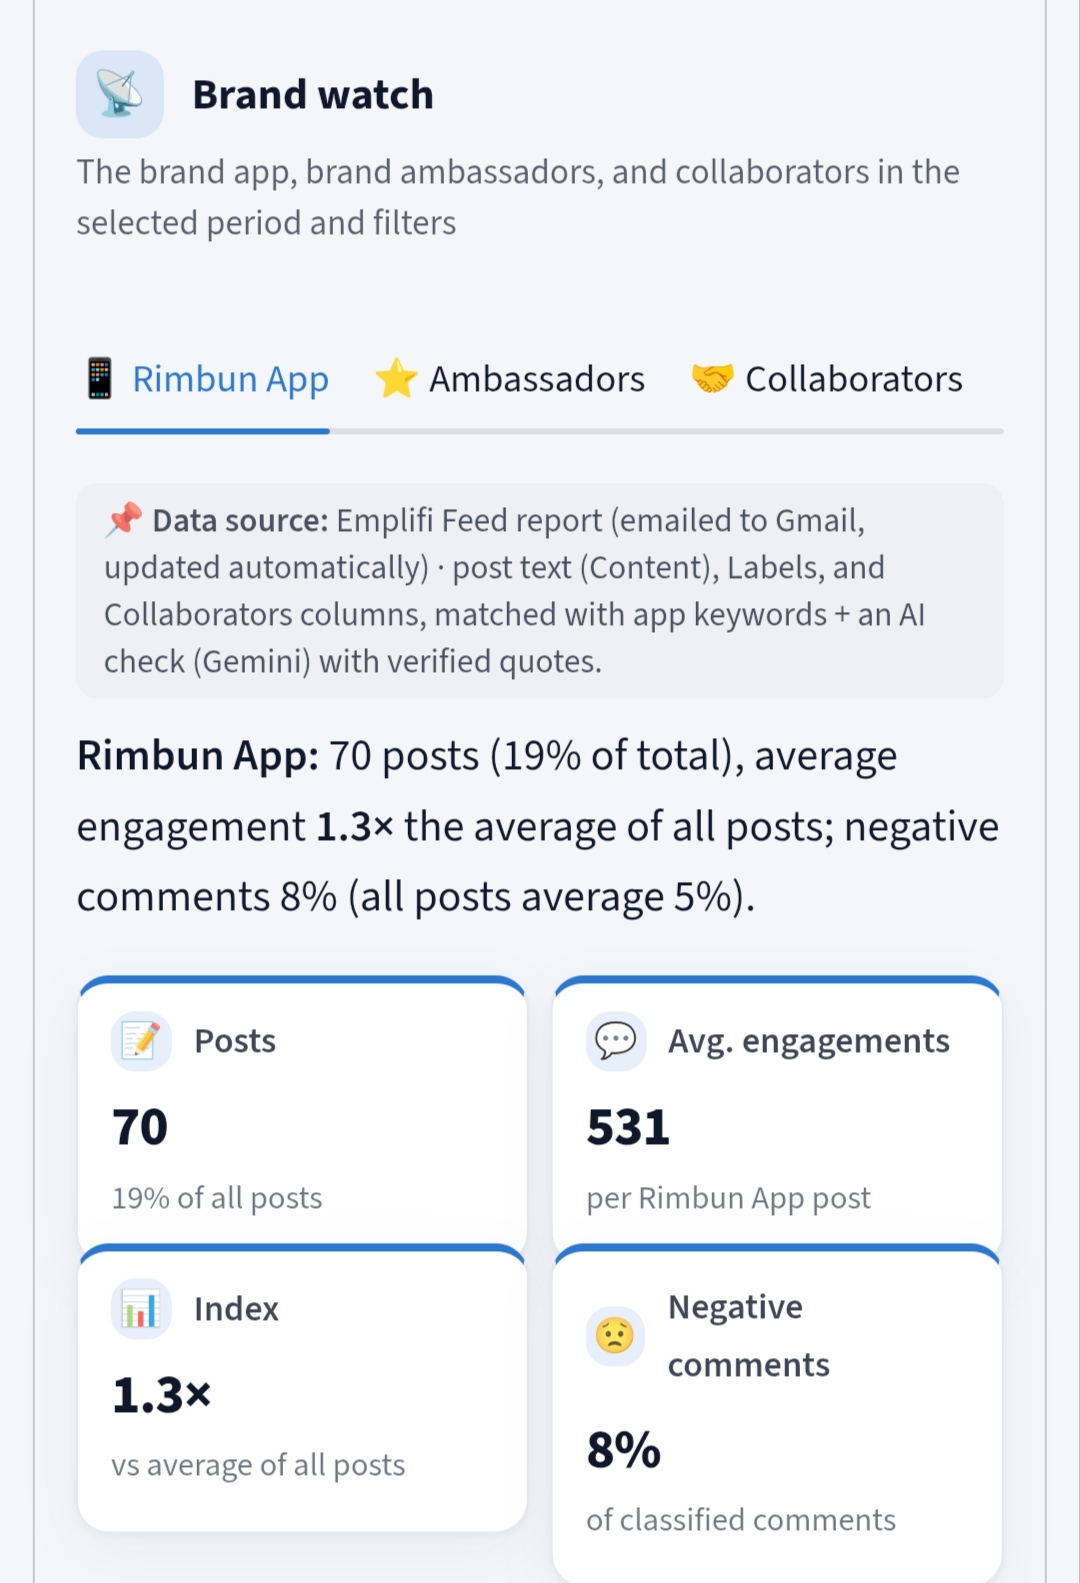 Brand watch
The brand app, brand ambassadors, and collaborators in the
selected period and filters
📱 Rimbun App ⭐ Ambassadors 🤝 Collaborators
📌 Data source: Emplifi Feed report (emailed to Gmail,
updated automatically) · post text (Content), Labels, and
Collaborators columns, matched with app keywords + an AI
check (Gemini) with verified quotes.
Rimbun App: 70 posts (19% of total), average
engagement 1.3× the average of all posts; negative
comments 8% (all posts average 5%).
Posts
70
19% of all posts
Avg. engagements
531
per Rimbun App post
Index
1.3×
vs average of all posts
Negative
comments
8%
of classified comments